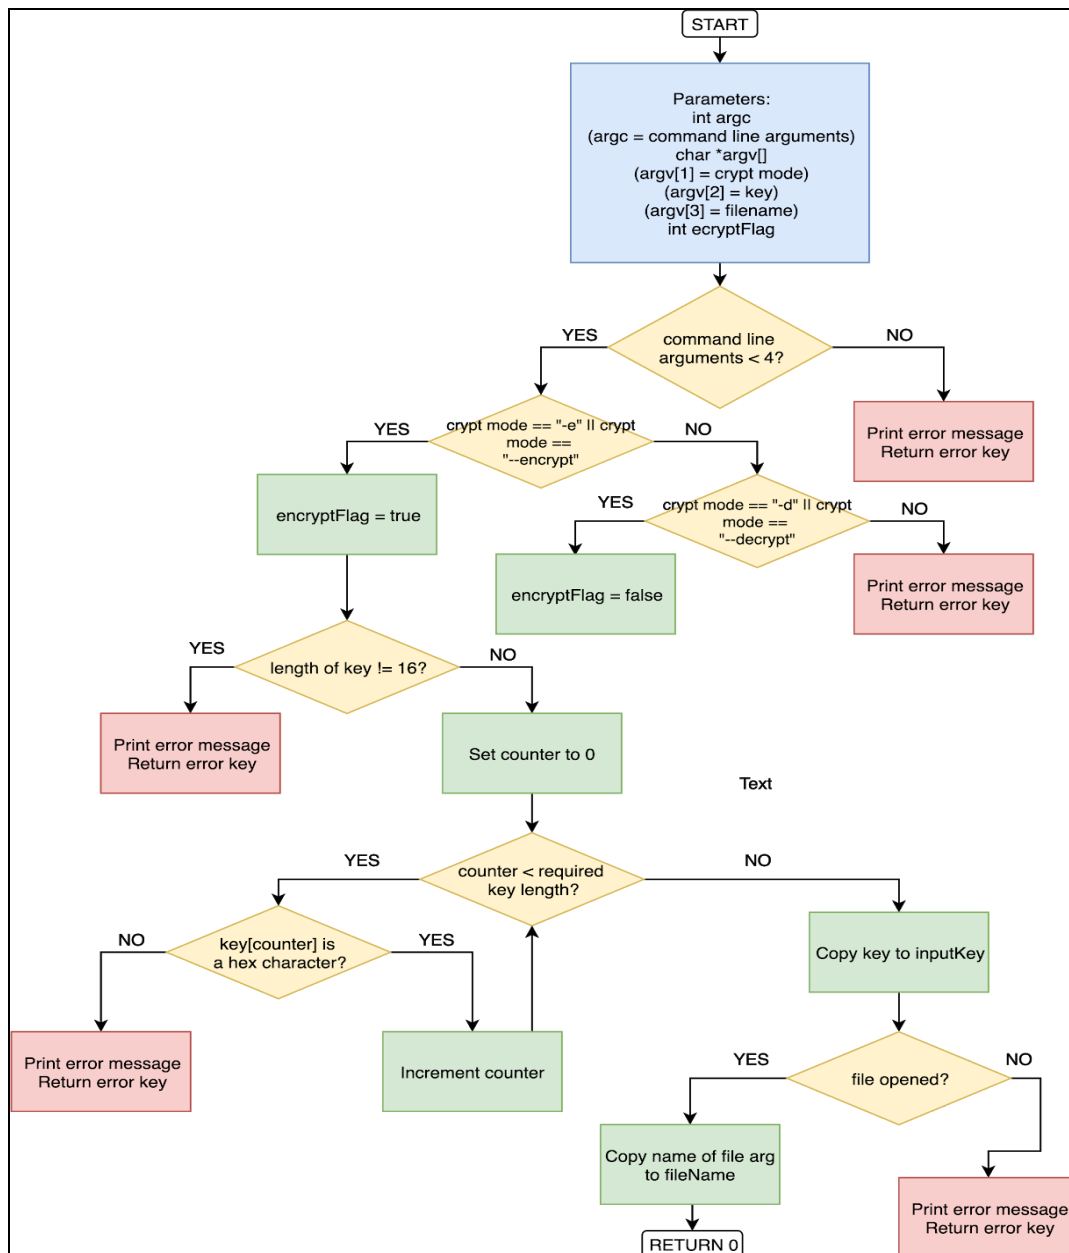 START
Parameters:
int argc
(argc = command line arguments)
char *argv[]
(argv[1] = crypt mode)
(argv[2] = key)
(argv[3] = filename)
int ecryptFlag
YES
command line
arguments < 4?
NO
Print error message
Return error key
YES
crypt mode == "-e" || crypt
mode ==
"--encrypt"
NO
encryptFlag = true
YES
crypt mode == "-d" || crypt
mode ==
"--decrypt"
NO
encryptFlag = false
Print error message
Return error key
YES
length of key != 16?
NO
Print error message
Return error key
Set counter to 0
Text
YES
counter < required
key length?
NO
NO
key[counter] is
a hex character?
YES
Copy key to inputKey
Print error message
Return error key
Increment counter
YES
file opened?
NO
Copy name of file arg
to fileName
Print error message
Return error key
RETURN 0